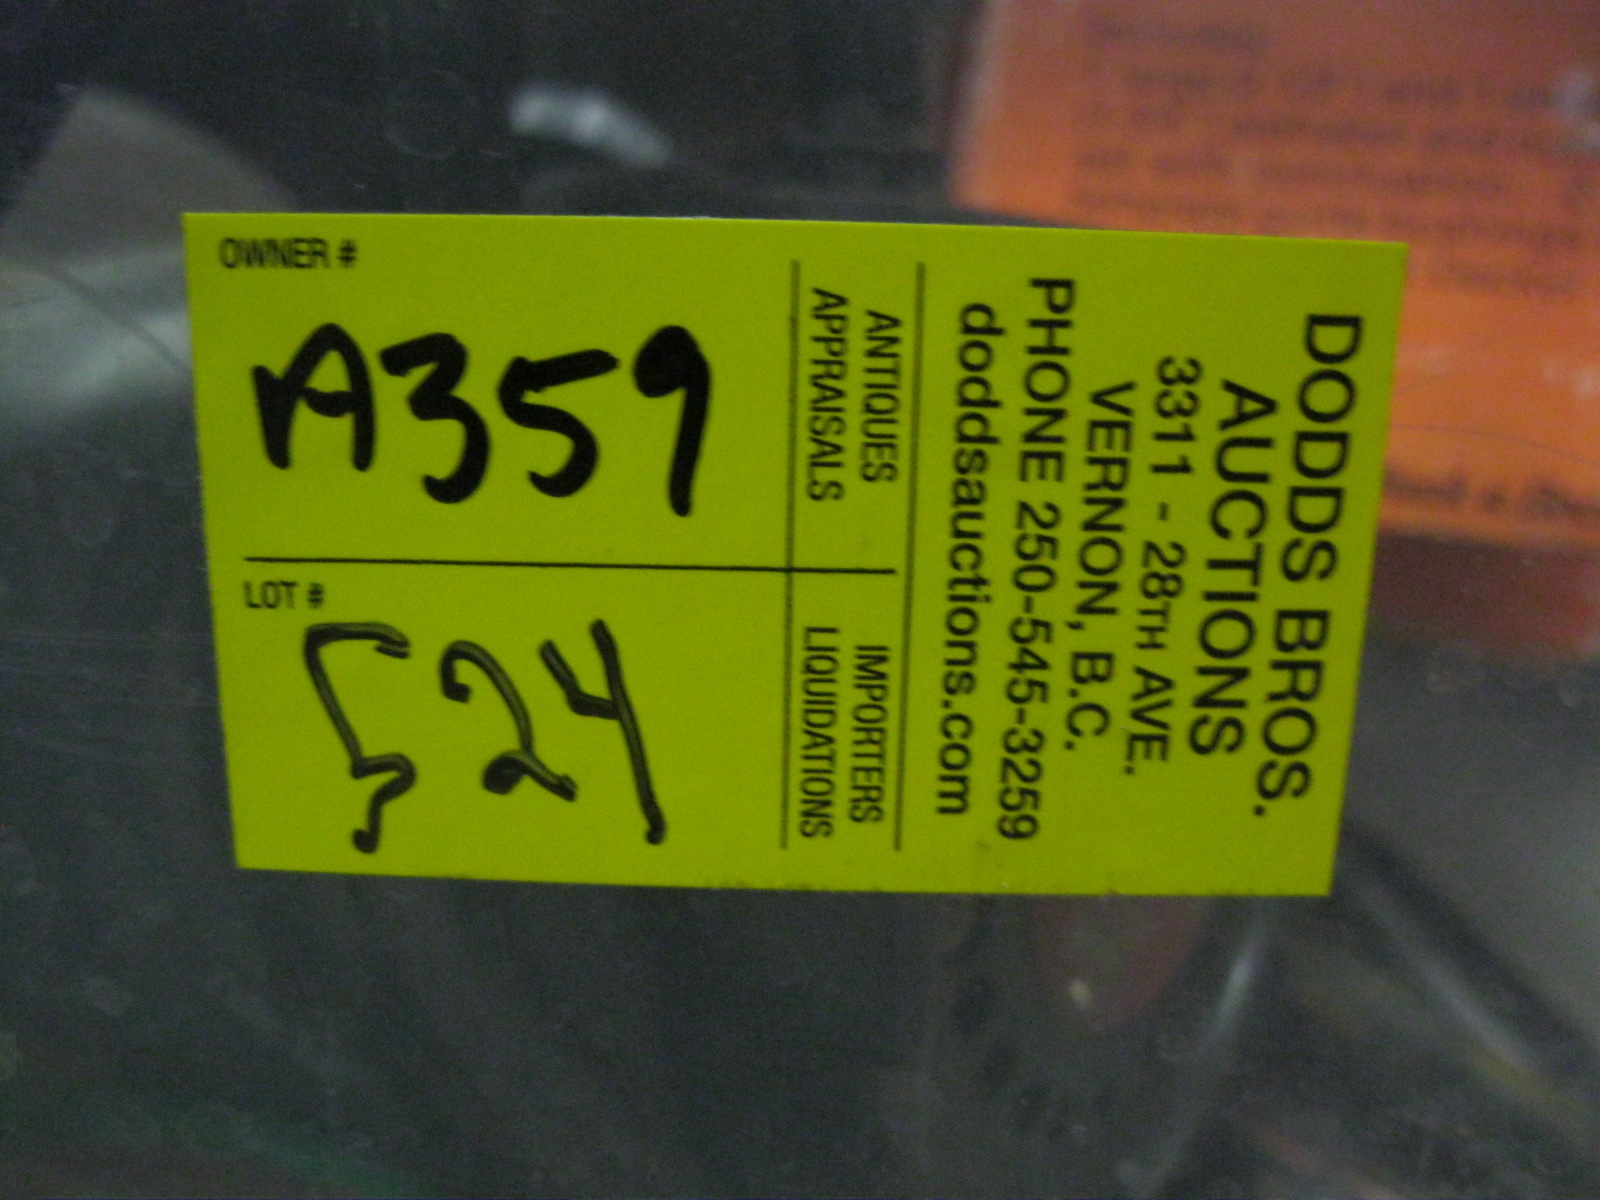 OWNER #
A359
LOT #
524
ANTIQUES
APPRAISALS
IMPORTERS
LIQUIDATIONS
DODDS BROS.
AUCTIONS
3311 - 28TH AVE.
VERNON, B.C.
PHONE 250-545-3259
doddsauctions.com